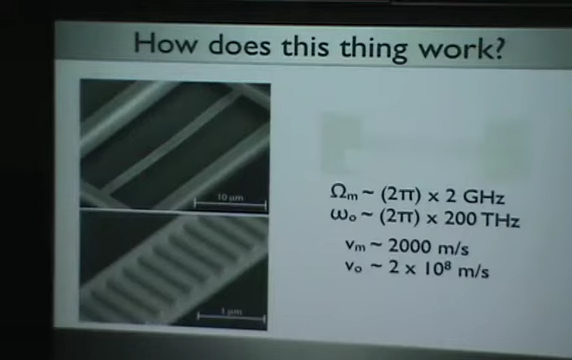 How does this thing work?
10 μm
1 μm
Ωm ~ (2π) x 2 GHz
ωo ~ (2π) x 200 THz
vm ~ 2000 m/s
vo ~ 2 x 10⁸ m/s